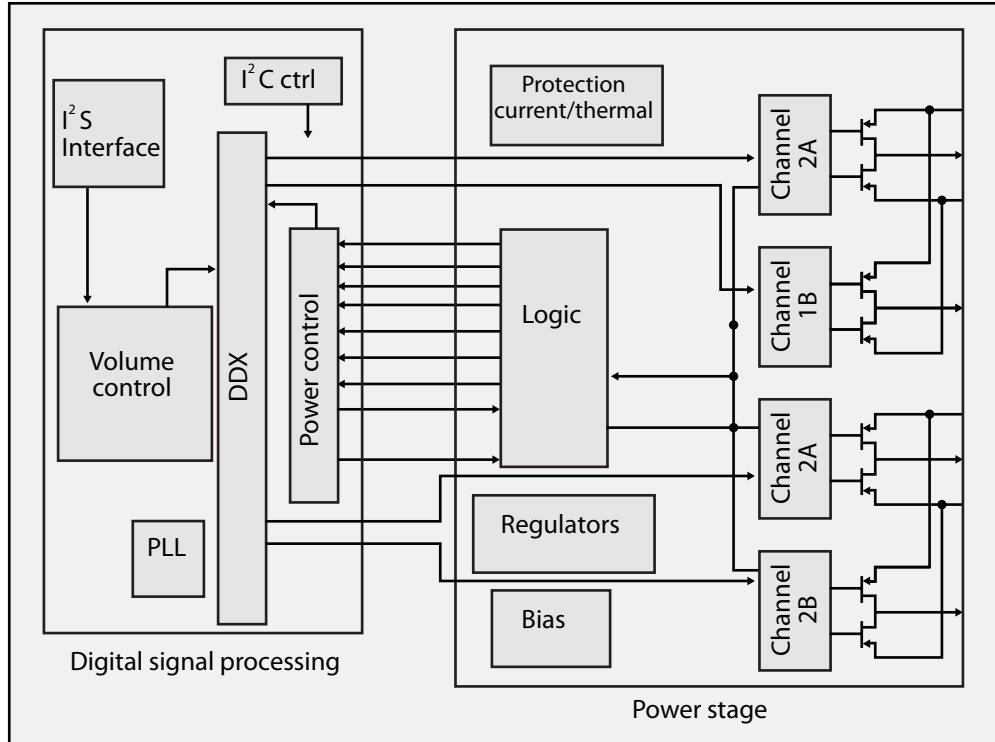 I²C ctrl
I²S
Interface
Volume
control
DDX
Power control
PLL
Digital signal processing
Protection
current/thermal
Logic
Regulators
Bias
Channel
2A
Channel
1B
Channel
2A
Channel
2B
Power stage